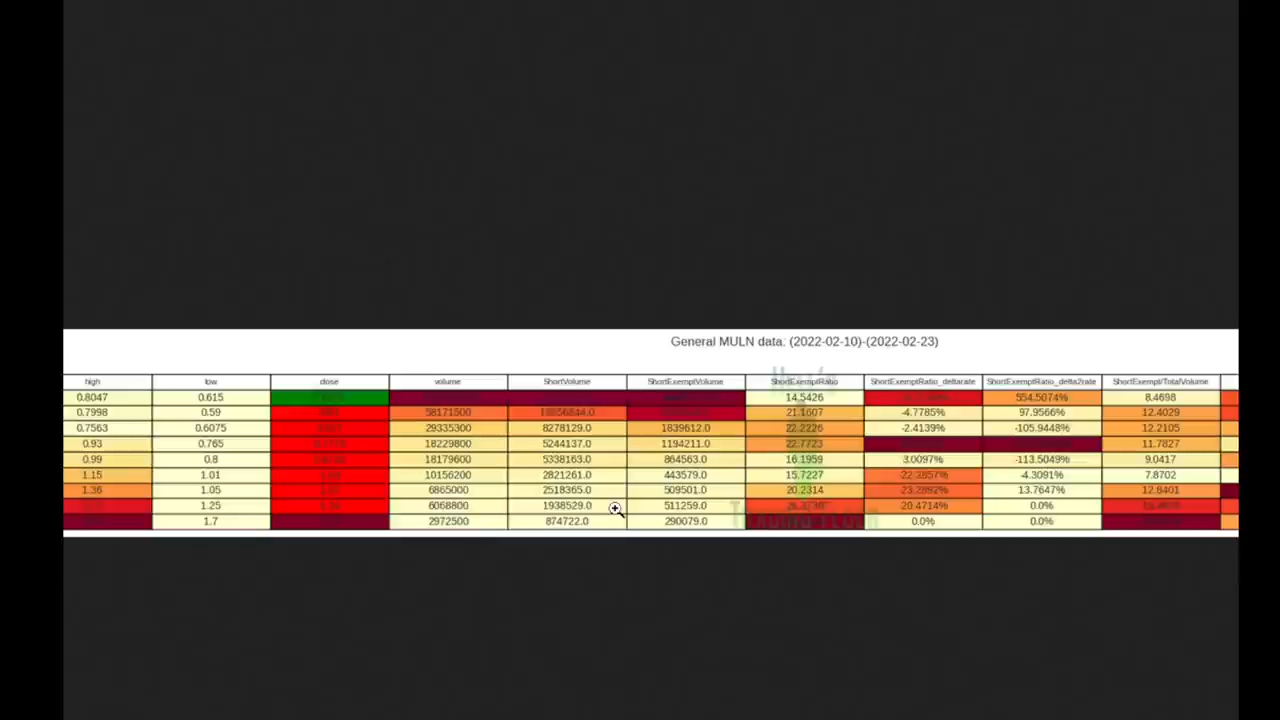 General MULN data: (2022-02-10)-(2022-02-23)
high low close volume ShortVolume ShortExemptVolume ShortExemptRatio ShortExemptRatio_deltarate ShortExemptRatio_delta2rate ShortExempt/TotalVolume
0.8047 0.615 14.5426 554.5074% 8.4698
0.7998 0.59 58171500 21.1607 -4.7785% 97.9566% 12.4029
0.7563 0.6075 29335300 8278129.0 1839612.0 22.2226 -2.4139% -105.9448% 12.2105
0.93 0.765 18229800 5244137.0 1194211.0 22.7723 11.7827
0.99 0.8 18179600 5338163.0 864563.0 16.1959 3.0097% -113.5049% 9.0417
1.15 1.01 10156200 2821261.0 443579.0 15.7227 -4.3091% 7.8702
1.36 1.05 6865000 2518365.0 509501.0 20.2314 13.7647% 12.8401
1.25 6068800 1938529.0 511259.0 20.4714% 0.0%
1.7 2972500 874722.0 290079.0 0.0% 0.0%